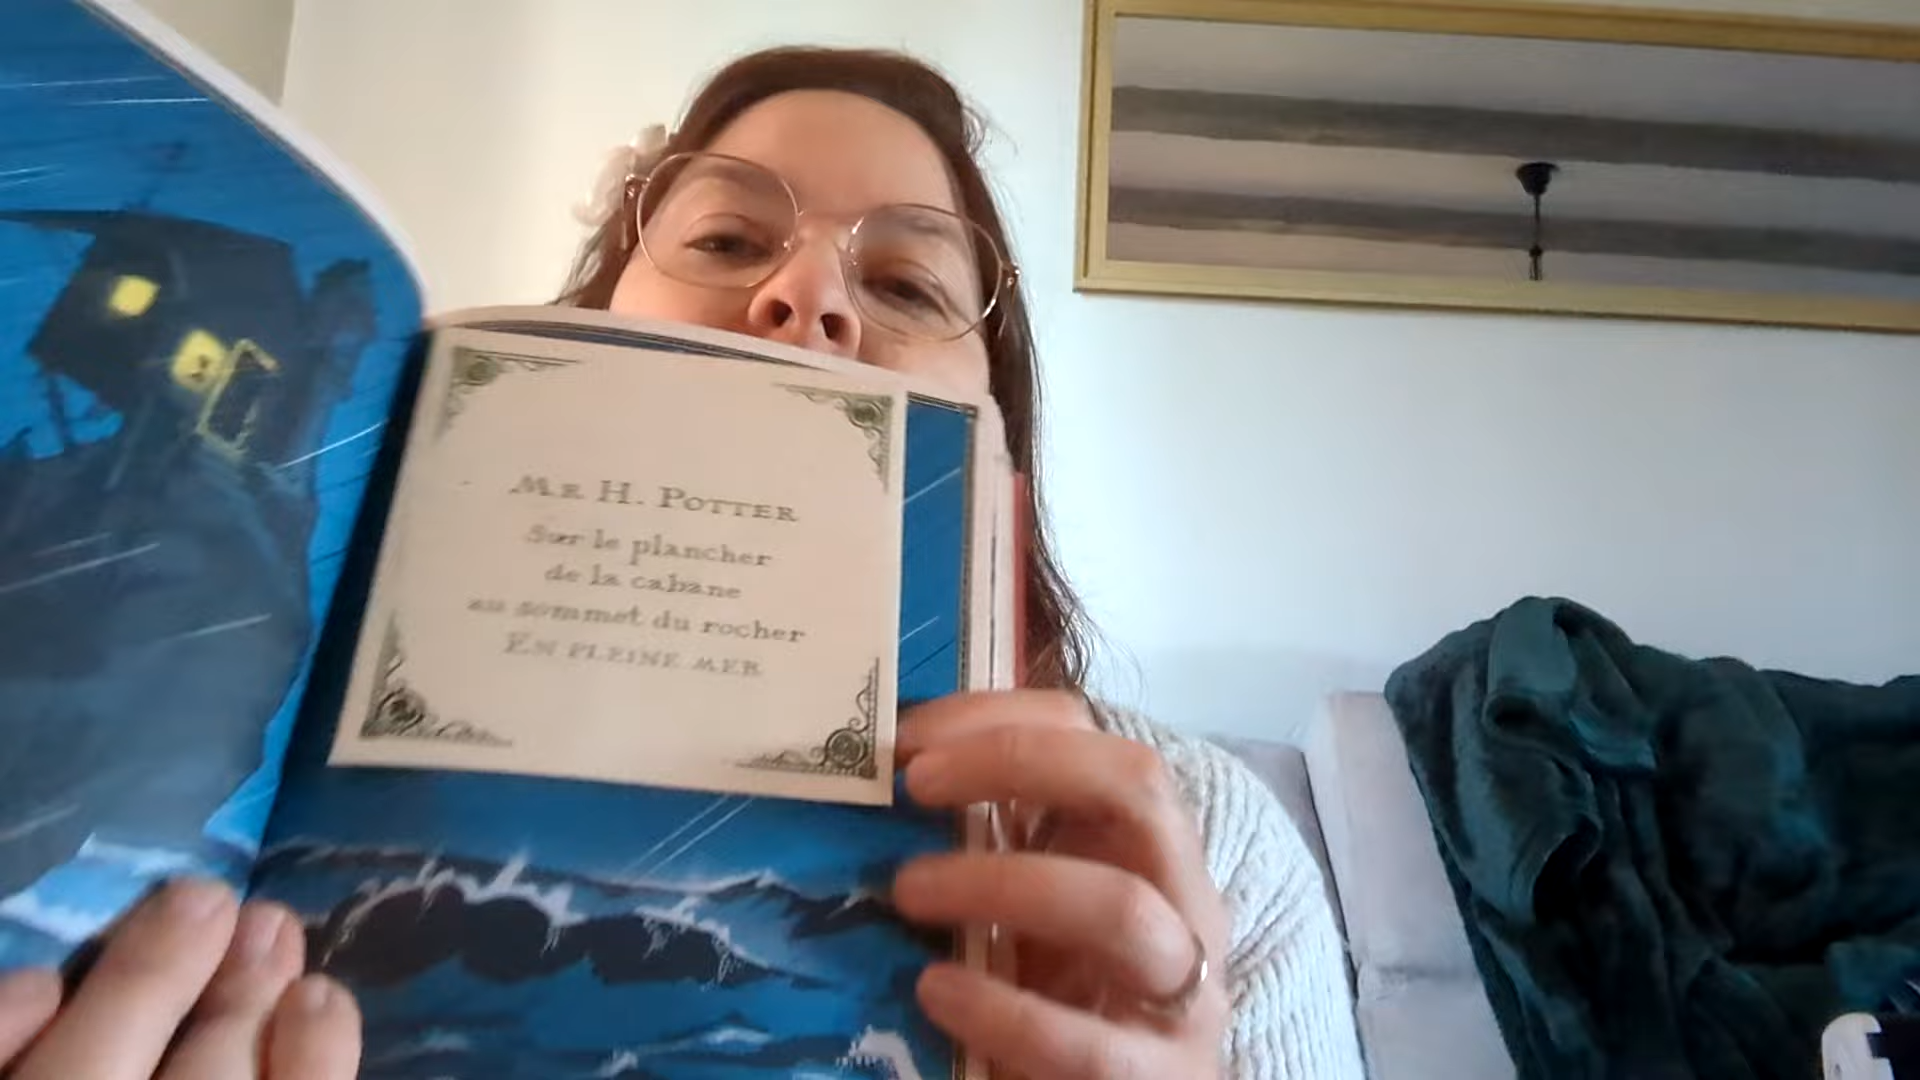 Mr H. Potter
Sur le plancher
de la cabane
au sommet du rocher
En pleine mer